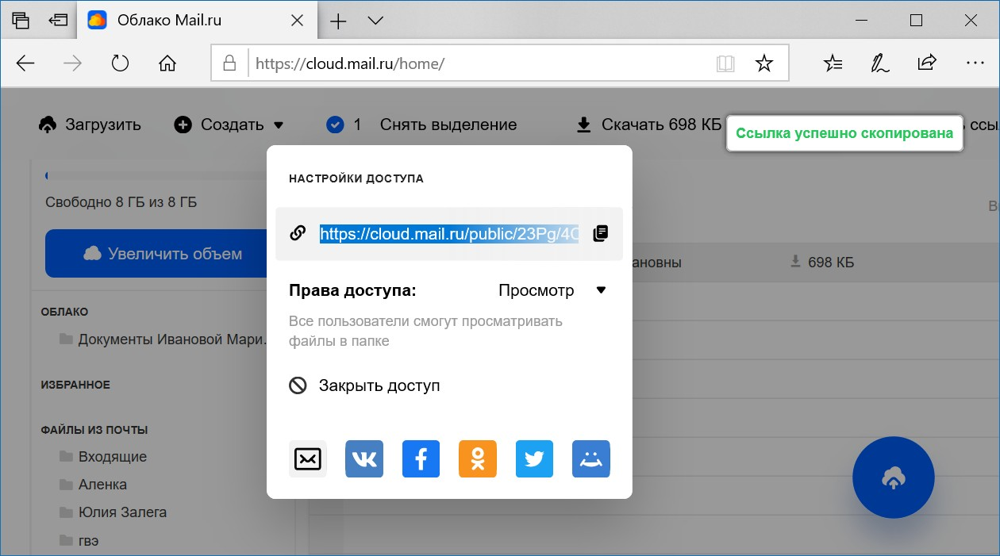 Облако Mail.ru
https://cloud.mail.ru/home/
Загрузить
Создать
1 Снять выделение
Скачать 698 КБ
Ссылка успешно скопирована
Свободно 8 ГБ из 8 ГБ
Увеличить объем
ОБЛАКО
Документы Ивановой Мари...
ИЗБРАННОЕ
ФАЙЛЫ ИЗ ПОЧТЫ
Входящие
Аленка
Юлия Залега
гвэ
НАСТРОЙКИ ДОСТУПА
https://cloud.mail.ru/public/23Pg/4
Права доступа: Просмотр
Все пользователи смогут просматривать
файлы в папке
Закрыть доступ
698 КБ